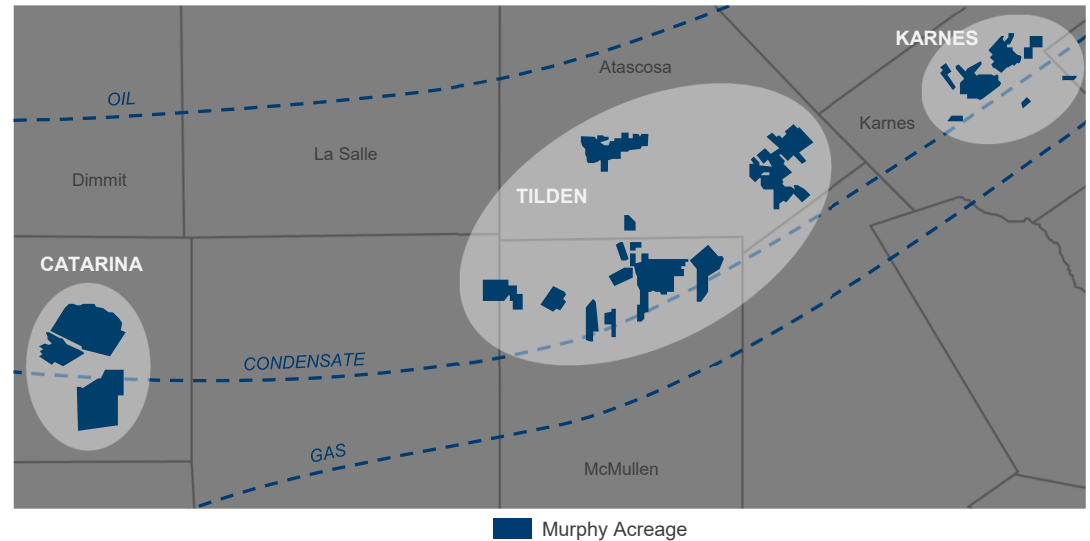 KARNES
Atascosa
OIL
Karnes
La Salle
Dimmit
TILDEN
CATARINA
CONDENSATE
GAS
McMullen
Murphy Acreage